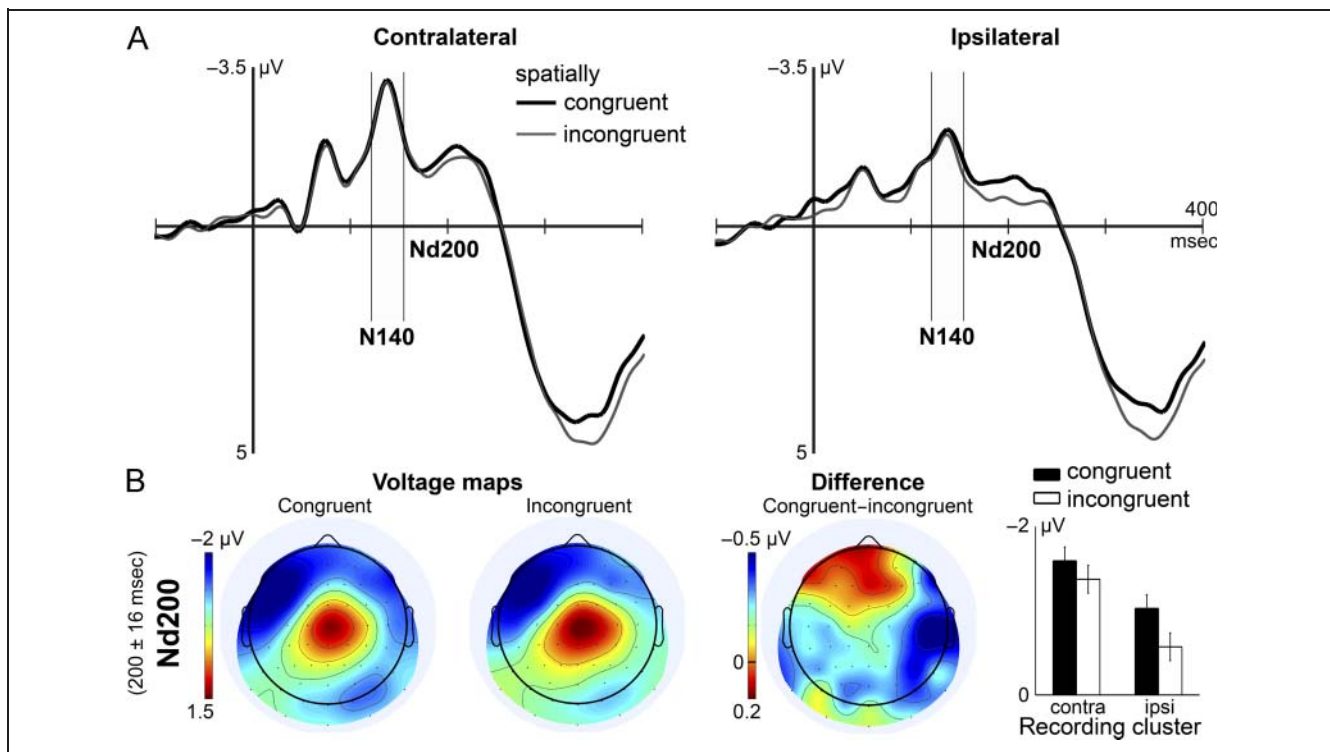 A
Contralateral
Ipsilateral
−3.5 μV
spatially
congruent
incongruent
Nd200
N140
5
−3.5 μV
400
msec
Nd200
N140
5
B
Voltage maps
Congruent
Incongruent
Difference
Congruent−incongruent
(200 ± 16 msec)
Nd200
−2 μV
1.5
−0.5 μV
0
0.2
congruent
incongruent
−2 μV
0
contra ipsi
Recording cluster